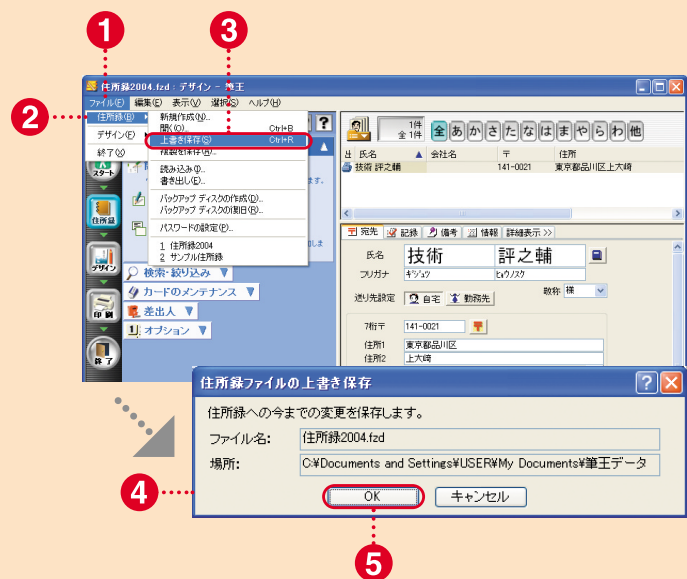 1
3
住所録2004.fzd : デザイン - 筆王
2
ファイル(F) 編集(E) 表示(V) 選択(S) ヘルプ(H)
住所録(B)
デザイン(E)
終了(X)
新規作成(N)...
開く(O)... Ctrl+B
上書き保存(S) Ctrl+R
複製を保存(A)...
読み込み(I)...
書き出し(E)...
バックアップ ディスクの作成(D)...
バックアップ ディスクの復旧(B)...
パスワードの設定(P)...
1 住所録2004
2 サンプル住所録
?
スタート
住所録
デザイン
印刷
終了
ます。
しま
検索・絞り込み ▼
カードのメンテナンス ▼
差出人 ▼
オプション ▼
1件
全 1件
全 あ か さ た な は ま や ら わ 他
氏名 ▲ 会社名 〒 住所
技術 評之輔 141-0021 東京都品川区上大崎
宛先 記録 備考 情報 詳細表示>>
氏名 技術 評之輔
フリガナ ｷﾞｼﾞｭﾂ ﾋｮｳﾉｽｹ
送り先設定 自宅 勤務先 敬称 様
7桁〒 141-0021 〒
住所1 東京都品川区
住所2 上大崎
住所録ファイルの上書き保存
住所録への今までの変更を保存します。
ファイル名: 住所録2004.fzd
場所: C:¥Documents and Settings¥USER¥My Documents¥筆王データ
4
OK キャンセル
5